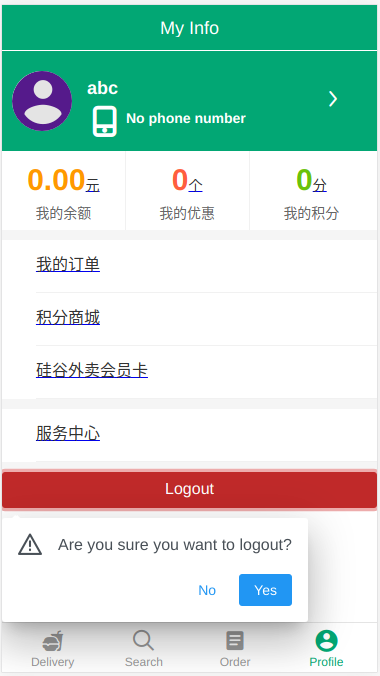 My Info
abc
No phone number
0.00元
0个
0分
我的余额
我的优惠
我的积分
我的订单
积分商城
硅谷外卖会员卡
服务中心
Logout
Are you sure you want to logout?
No
Yes
Delivery
Search
Order
Profile